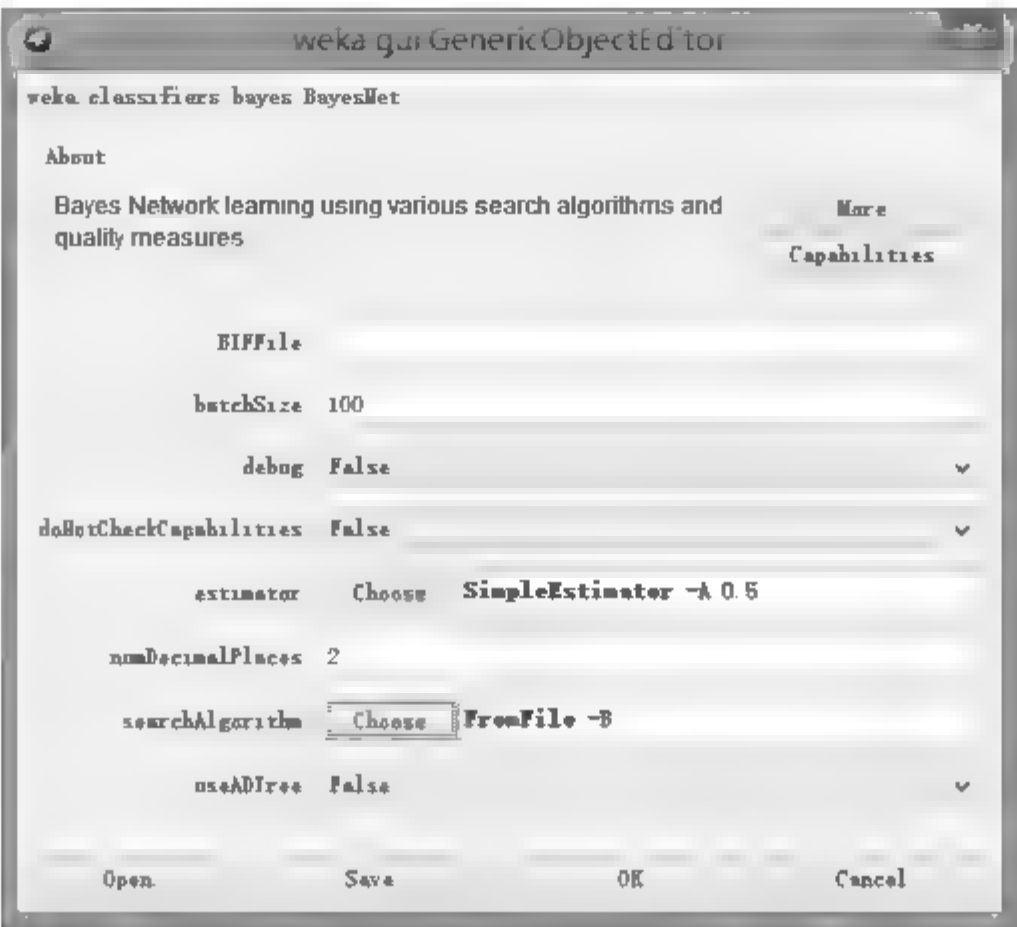 weka gui GenericObjectEditor
weka classifiers bayes BayesNet
About
Bayes Network learning using various search algorithms and
quality measures
More
Capabilities
BIFFile
batchSize 100
debug False
doNotCheckCapabilities False
estimator Choose SimpleEstimator -A 0.5
numDecimalPlaces 2
searchAlgorithm Choose FromFile -B
useADTree False
Open Save OK Cancel